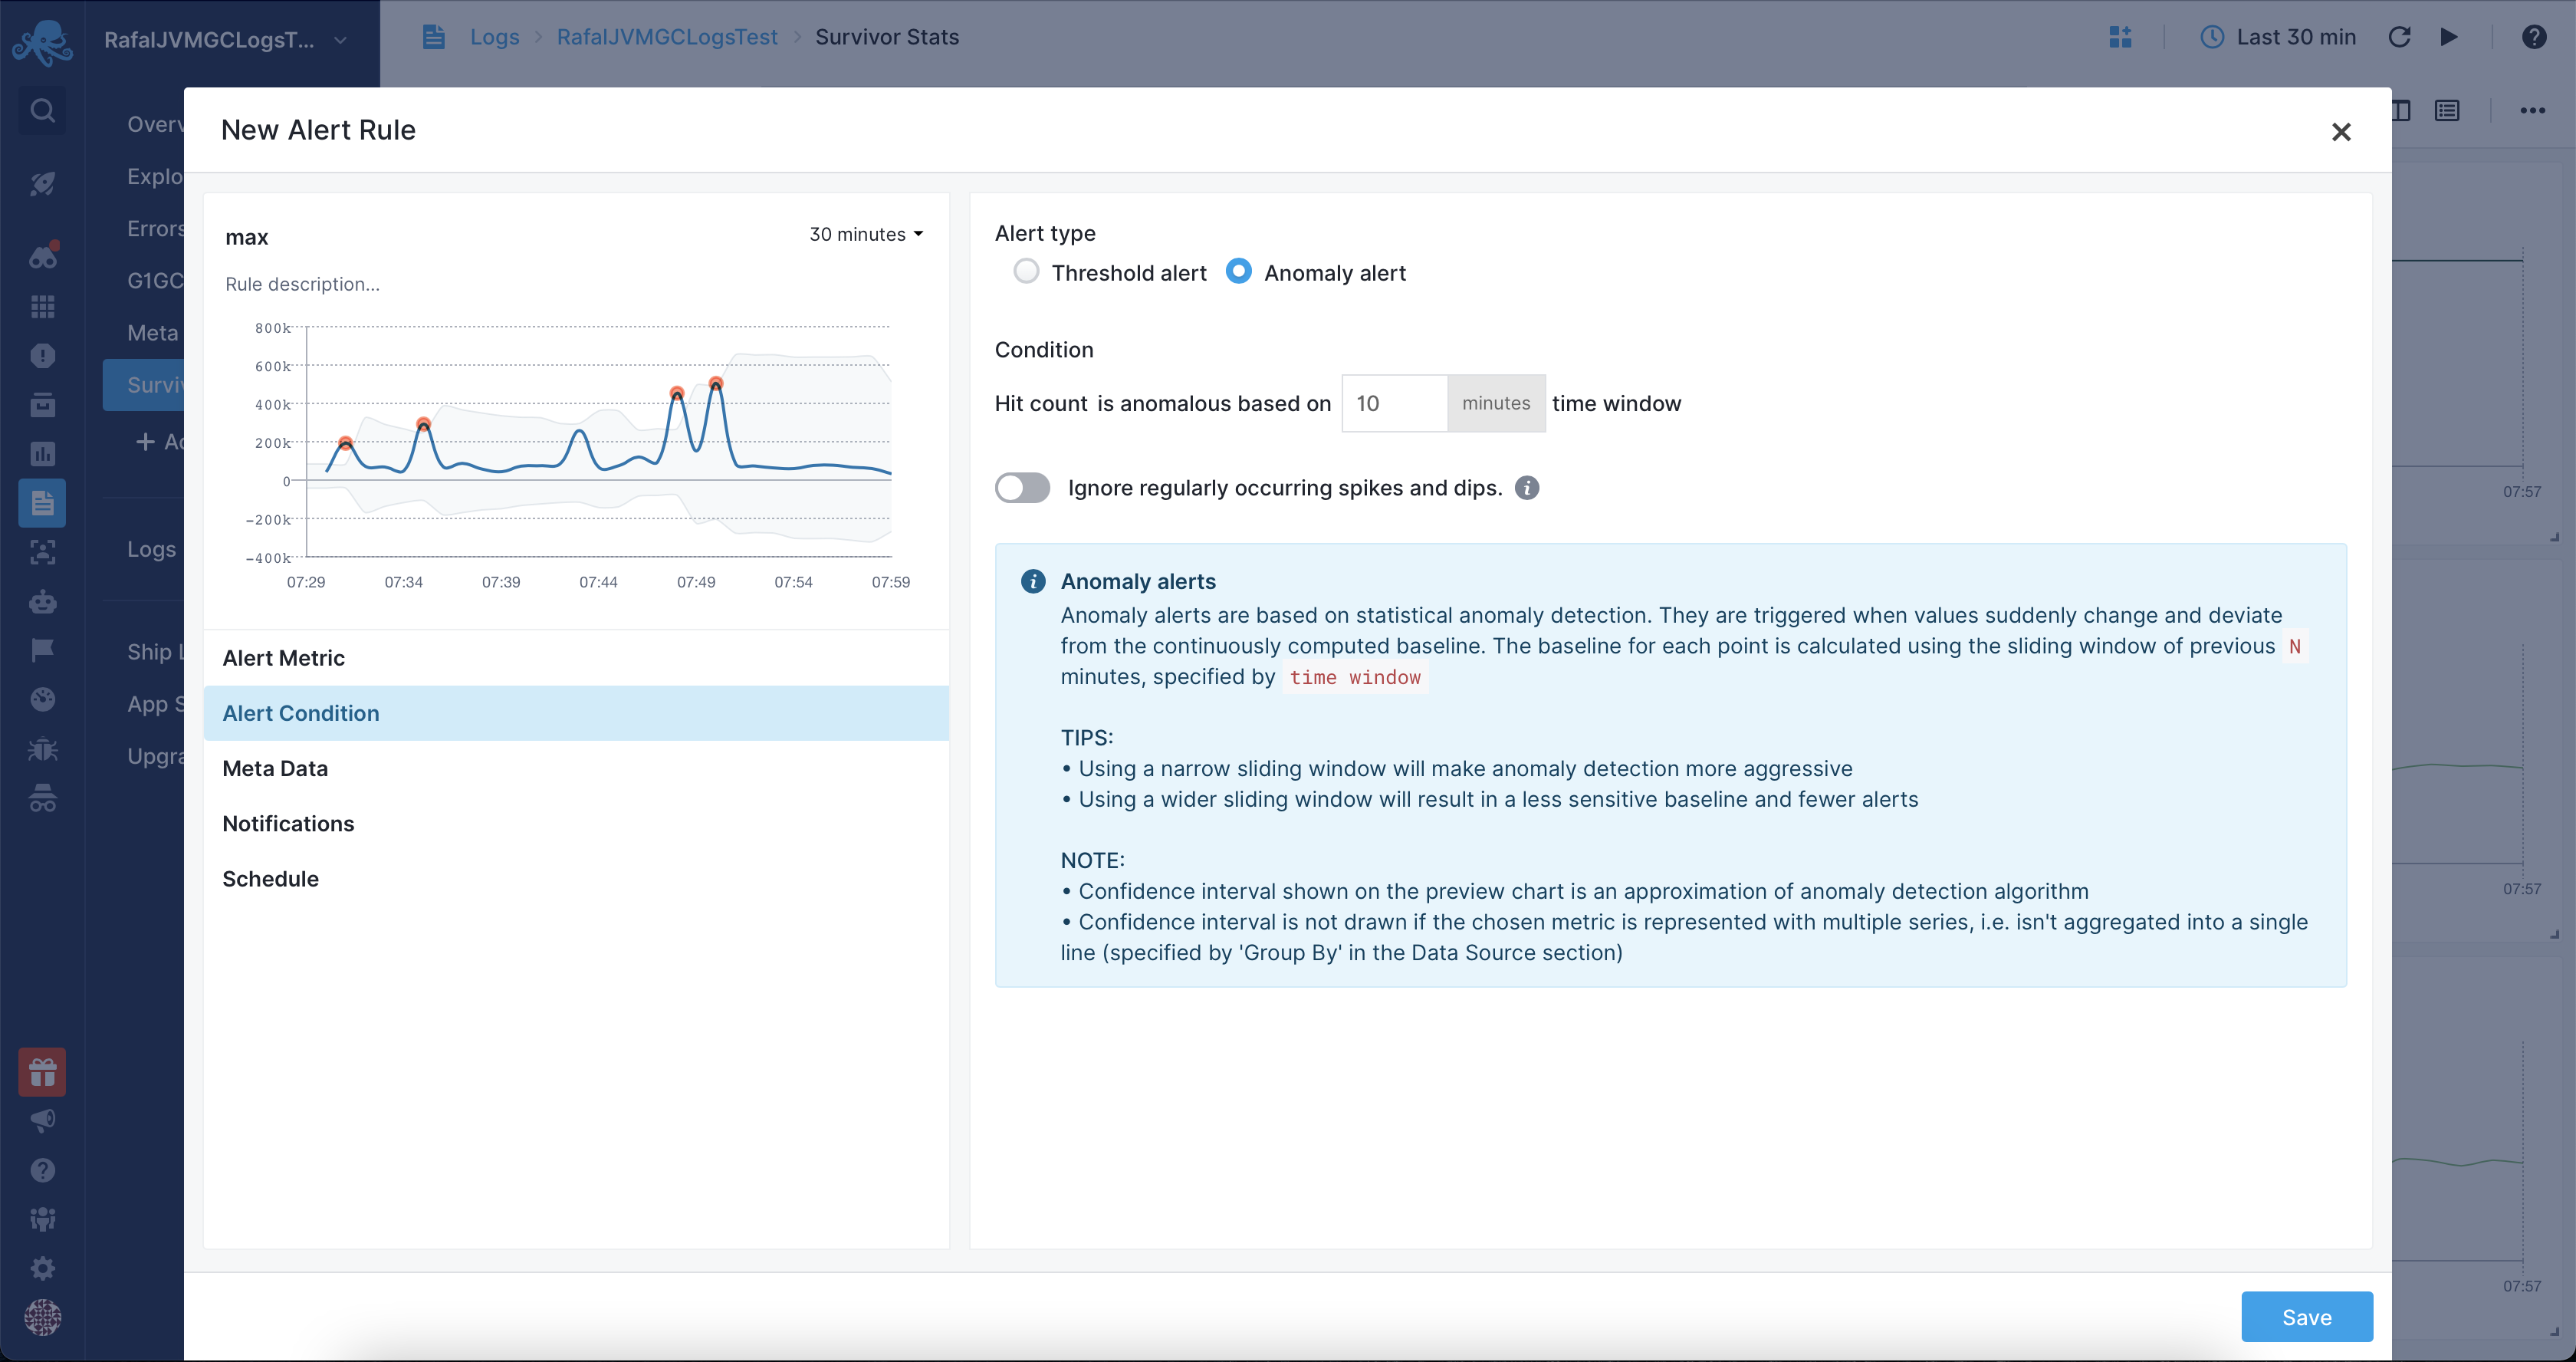 RafalJVMGCLogsT...
Logs > RafalJVMGCLogsTest > Survivor Stats
Last 30 min
Overv
Explo
Errors
G1GC
Meta
Surviv
+ Ad
Logs
Ship L
App S
Upgra
New Alert Rule
max
30 minutes
Rule description...
800k
600k
400k
200k
0
-200k
-400k
07:29 07:34 07:39 07:44 07:49 07:54 07:59
Alert Metric
Alert Condition
Meta Data
Notifications
Schedule
Alert type
Threshold alert Anomaly alert
Condition
Hit count is anomalous based on 10 minutes time window
Ignore regularly occurring spikes and dips.
Anomaly alerts
Anomaly alerts are based on statistical anomaly detection. They are triggered when values suddenly change and deviate
from the continuously computed baseline. The baseline for each point is calculated using the sliding window of previous N
minutes, specified by time window
TIPS:
• Using a narrow sliding window will make anomaly detection more aggressive
• Using a wider sliding window will result in a less sensitive baseline and fewer alerts
NOTE:
• Confidence interval shown on the preview chart is an approximation of anomaly detection algorithm
• Confidence interval is not drawn if the chosen metric is represented with multiple series, i.e. isn't aggregated into a single
line (specified by 'Group By' in the Data Source section)
Save
07:57
07:57
07:57